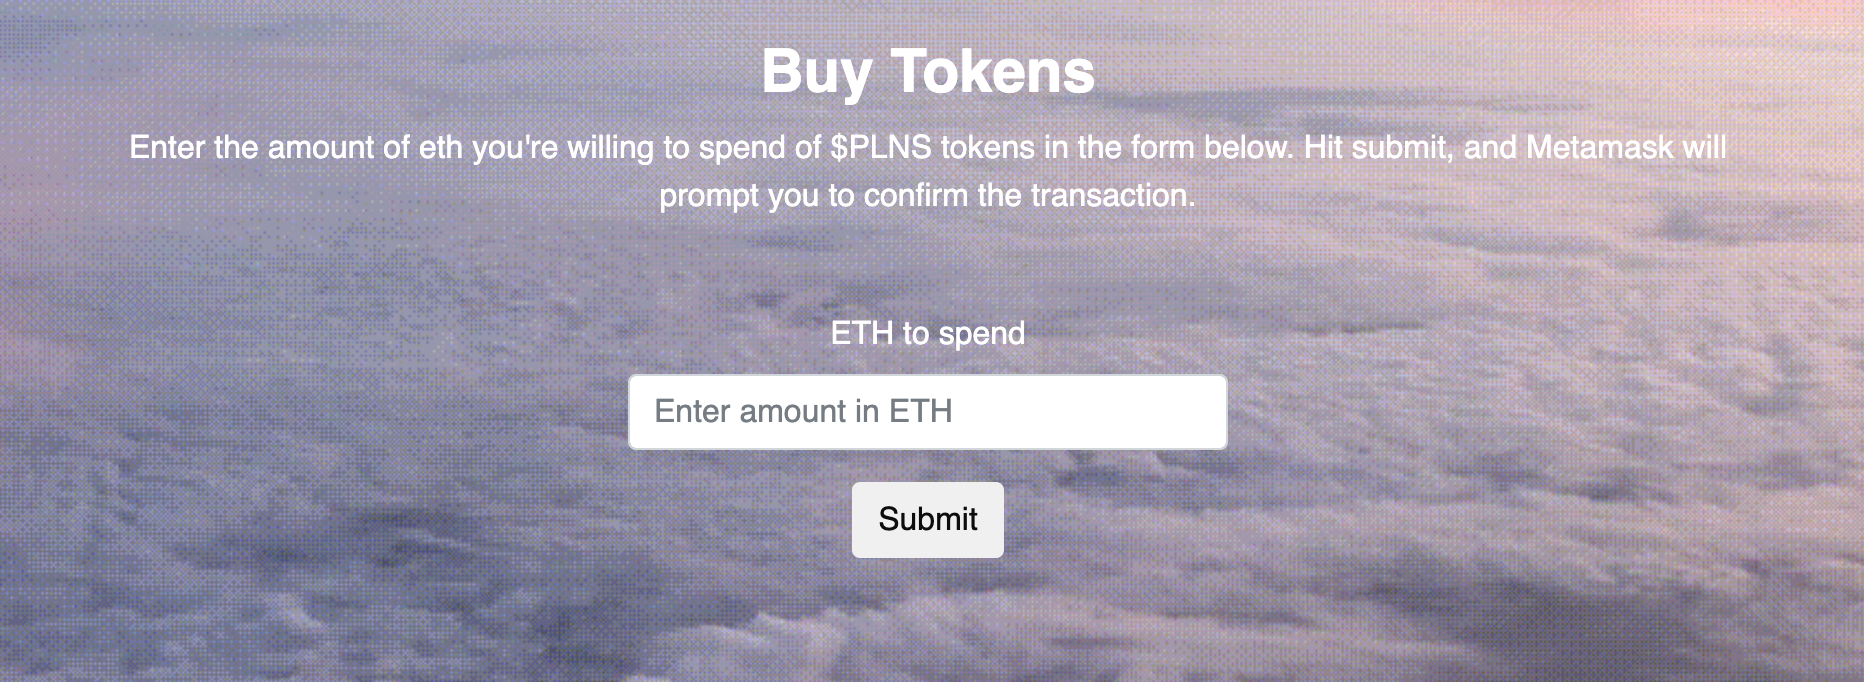 Buy Tokens
Enter the amount of eth you're willing to spend of $PLNS tokens in the form below. Hit submit, and Metamask will
prompt you to confirm the transaction.
ETH to spend
Enter amount in ETH
Submit